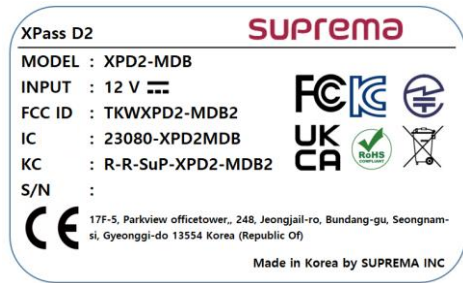 XPass D2
suprema
MODEL : XPD2-MDB
INPUT : 12 V
FCC ID : TKWXPD2-MDB2
IC : 23080-XPD2MDB
KC : R-R-SuP-XPD2-MDB2
S/N :
FC KC
UK
CA
RoHS
COMPLIANT
CE
17F-5, Parkview officetower,, 248, Jeongjail-ro, Bundang-gu, Seongnam-
si, Gyeonggi-do 13554 Korea (Republic Of)
Made in Korea by SUPREMA INC